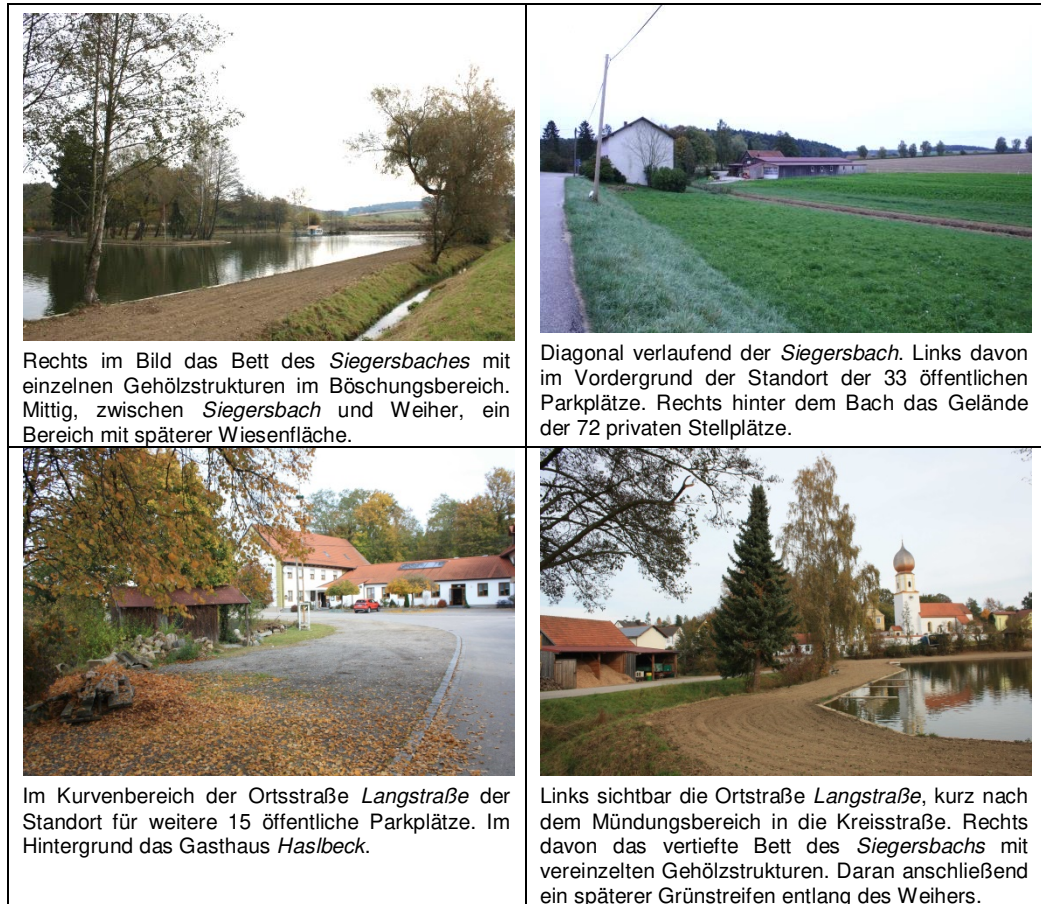 Rechts im Bild das Bett des Siegersbaches mit
einzelnen Gehölzstrukturen im Böschungsbereich.
Mittig, zwischen Siegersbach und Weiher, ein
Bereich mit späterer Wiesenfläche.
Diagonal verlaufend der Siegersbach. Links davon
im Vordergrund der Standort der 33 öffentlichen
Parkplätze. Rechts hinter dem Bach das Gelände
der 72 privaten Stellplätze.
Im Kurvenbereich der Ortsstraße Langstraße der
Standort für weitere 15 öffentliche Parkplätze. Im
Hintergrund das Gasthaus Haslbeck.
Links sichtbar die Ortstraße Langstraße, kurz nach
dem Mündungsbereich in die Kreisstraße. Rechts
davon das vertiefte Bett des Siegersbachs mit
vereinzelten Gehölzstrukturen. Daran anschließend
ein späterer Grünstreifen entlang des Weihers.